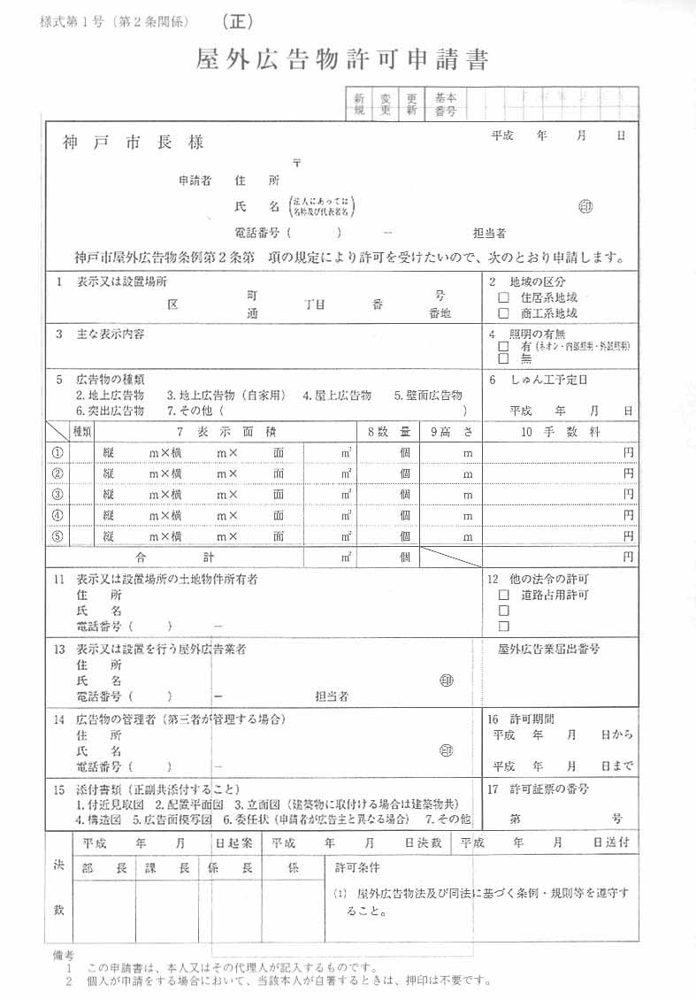 様式第1号（第2条関係） （正）
屋外広告物許可申請書
新規 変更 更新 基本番号
神戸市長様 平成 年 月 日
〒
申請者 住 所
氏 名（法人にあっては名称及び代表者名） ㊞
電話番号（ ） － 担当者
神戸市屋外広告物条例第2条第 項の規定により許可を受けたいので、次のとおり申請します。
1 表示又は設置場所
区 町 丁目 番 号
通 番地
2 地域の区分
□ 住居系地域
□ 商工系地域
3 主な表示内容
4 照明の有無
□ 有（ネオン・内部照明・外部照明）
□ 無
5 広告物の種類
2.地上広告物 3.地上広告物（自家用） 4.屋上広告物 5.壁面広告物
6.突出広告物 7.その他（ ）
6 しゅん工予定日
平成 年 月 日
種類 7 表示面積 8数量 9高さ 10 手数料
① 縦 m×横 m× 面 ㎡ 個 m 円
② 縦 m×横 m× 面 ㎡ 個 m 円
③ 縦 m×横 m× 面 ㎡ 個 m 円
④ 縦 m×横 m× 面 ㎡ 個 m 円
⑤ 縦 m×横 m× 面 ㎡ 個 m 円
合 計 ㎡ 個 円
11 表示又は設置場所の土地物件所有者
住 所
氏 名
電話番号（ ） －
12 他の法令の許可
□ 道路占用許可
□
□
13 表示又は設置を行う屋外広告業者
住 所
氏 名 ㊞
電話番号（ ） － 担当者
屋外広告業届出番号
14 広告物の管理者（第三者が管理する場合）
住 所
氏 名 ㊞
電話番号（ ） －
16 許可期間
平成 年 月 日から
平成 年 月 日まで
15 添付書類（正副共添付すること）
1.付近見取図 2.配置平面図 3.立面図（建築物に取付ける場合は建築物共）
4.構造図 5.広告面模写図 6.委任状（申請者が広告主と異なる場合） 7.その他
17 許可証票の番号
第 号
決裁
平成 年 月 日起案 平成 年 月 日決裁 平成 年 月 日送付
部 長 課 長 係 長 係 許可条件
(1) 屋外広告物法及び同法に基づく条例・規則等を遵守す
ること。
備考
1 この申請書は、本人又はその代理人が記入するものです。
2 個人が申請をする場合において、当該本人が自署するときは、押印は不要です。